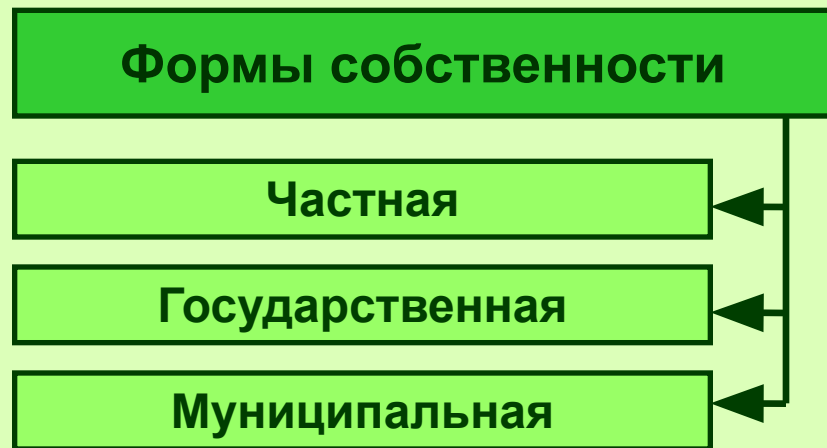 Формы собственности
Частная
Государственная
Муниципальная